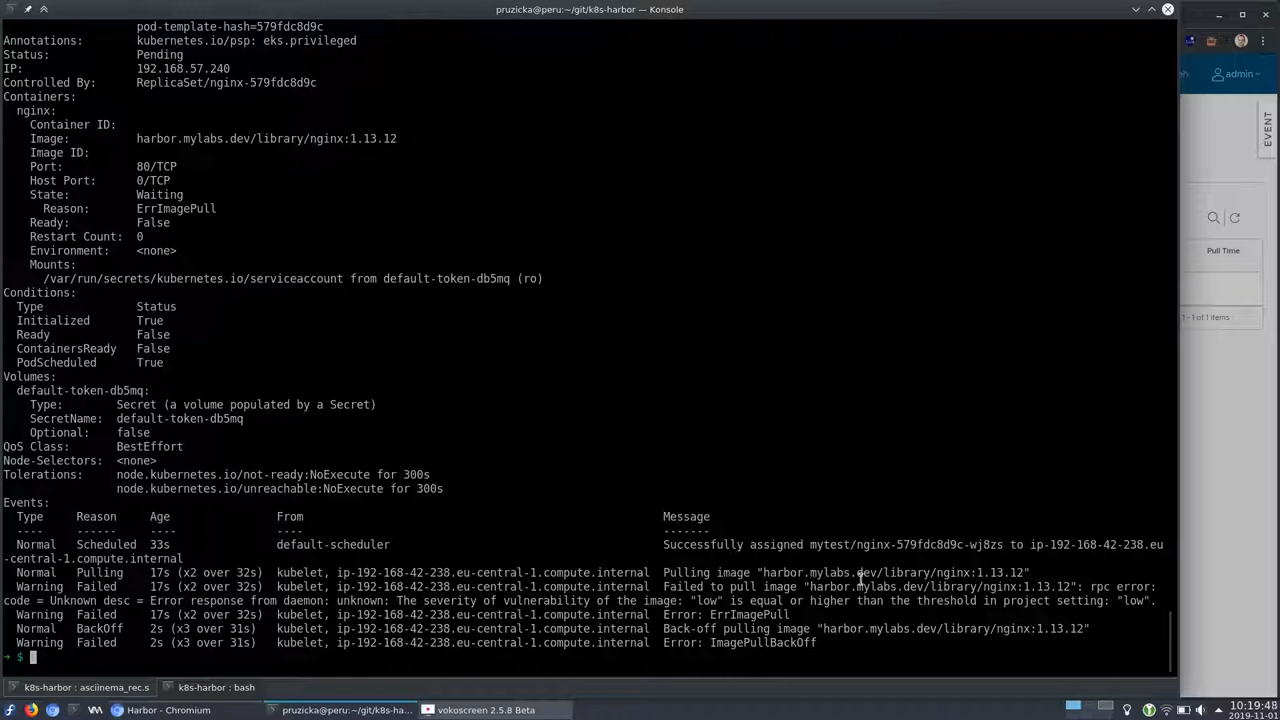 pruzicka@peru:~/git/k8s-harbor — Konsole
pod-template-hash=579fdc8d9c
Annotations: kubernetes.io/psp: eks.privileged
Status: Pending
IP: 192.168.57.240
Controlled By: ReplicaSet/nginx-579fdc8d9c
Containers:
nginx:
Container ID:
Image: harbor.mylabs.dev/library/nginx:1.13.12
Image ID:
Port: 80/TCP
Host Port: 0/TCP
State: Waiting
Reason: ErrImagePull
Ready: False
Restart Count: 0
Environment: <none>
Mounts:
/var/run/secrets/kubernetes.io/serviceaccount from default-token-db5mq (ro)
Conditions:
Type Status
Initialized True
Ready False
ContainersReady False
PodScheduled True
Volumes:
default-token-db5mq:
Type: Secret (a volume populated by a Secret)
SecretName: default-token-db5mq
Optional: false
QoS Class: BestEffort
Node-Selectors: <none>
Tolerations: node.kubernetes.io/not-ready:NoExecute for 300s
node.kubernetes.io/unreachable:NoExecute for 300s
Events:
Type Reason Age From Message
---- ------ ---- ---- -------
Normal Scheduled 33s default-scheduler Successfully assigned mytest/nginx-579fdc8d9c-wj8zs to ip-192-168-42-238.eu
-central-1.compute.internal
Normal Pulling 17s (x2 over 32s) kubelet, ip-192-168-42-238.eu-central-1.compute.internal Pulling image "harbor.mylabs.dev/library/nginx:1.13.12"
Warning Failed 17s (x2 over 32s) kubelet, ip-192-168-42-238.eu-central-1.compute.internal Failed to pull image "harbor.mylabs.dev/library/nginx:1.13.12": rpc error:
code = Unknown desc = Error response from daemon: unknown: The severity of vulnerability of the image: "low" is equal or higher than the threshold in project setting: "low".
Warning Failed 17s (x2 over 32s) kubelet, ip-192-168-42-238.eu-central-1.compute.internal Error: ErrImagePull
Normal BackOff 2s (x3 over 31s) kubelet, ip-192-168-42-238.eu-central-1.compute.internal Back-off pulling image "harbor.mylabs.dev/library/nginx:1.13.12"
Warning Failed 2s (x3 over 31s) kubelet, ip-192-168-42-238.eu-central-1.compute.internal Error: ImagePullBackOff
→ $
admin
EVENT
Pull Time
1 - 1 of 1 items
k8s-harbor : asciinema_rec.s
k8s-harbor : bash
Harbor - Chromium
pruzicka@peru:~/git/k8s-ha...
vokoscreen 2.5.8 Beta
10:19:48
2019-11-01